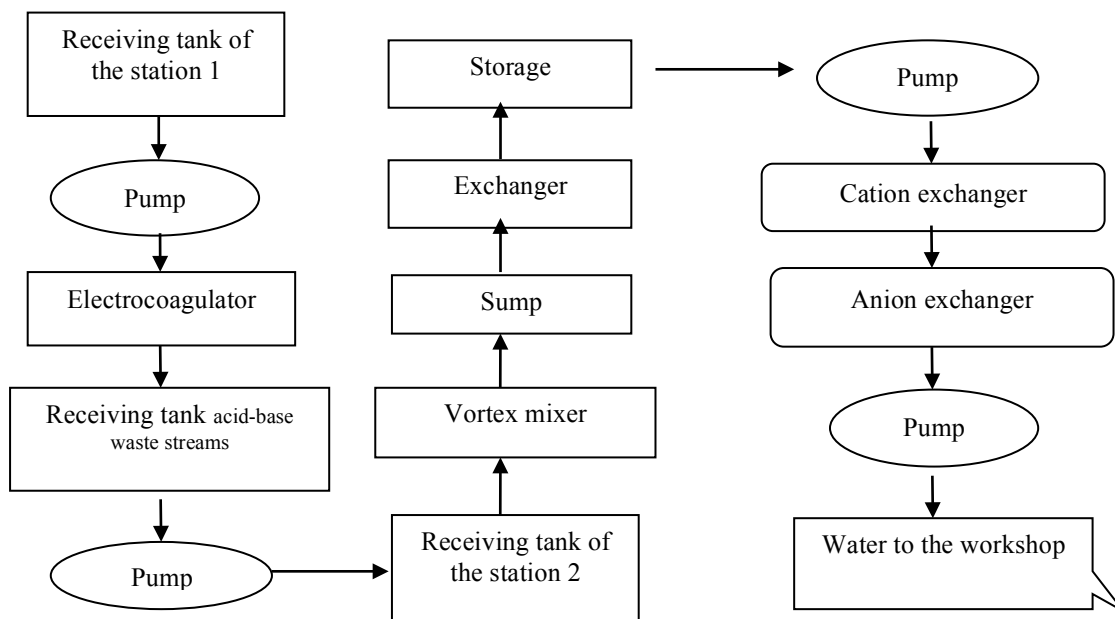 Receiving tank of
the station 1
Pump
Electrocoagulator
Receiving tank acid-base
waste streams
Pump
Receiving tank of
the station 2
Vortex mixer
Sump
Exchanger
Storage
Pump
Cation exchanger
Anion exchanger
Pump
Water to the workshop